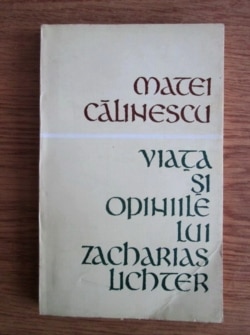 MATEI
CĂLINESCU
VIAȚA
ȘI
OPINIILE
LUI
ZACHARIAS
LICHTER